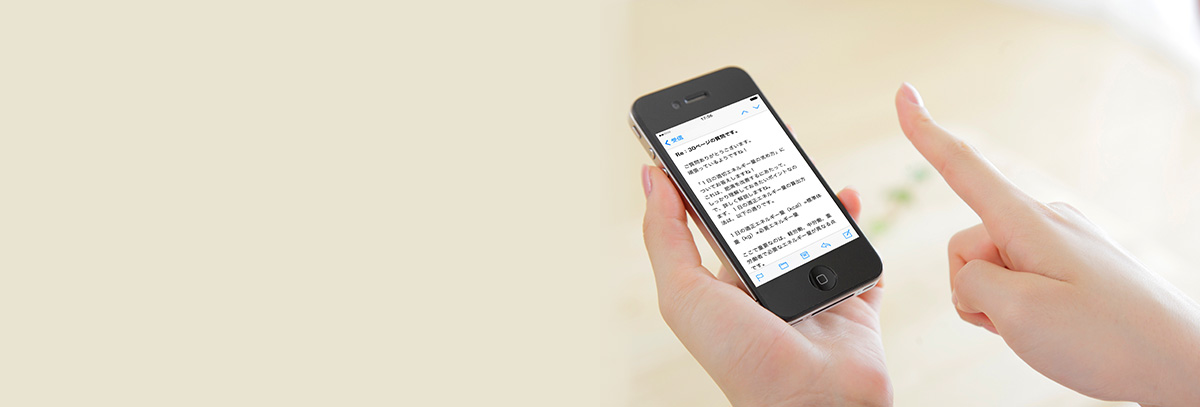 17:06
受信
Re：30ページの質問です。
ご質問ありがとうございます。
頑張っているようですね！
「１日の適切エネルギー量の求め方」に
ついてお答えしますね！
これは、肥満を改善するにあたって、
しっかり理解しておきたいポイントなの
で、詳しく解説しますね。
まず、１日の適正エネルギー量の算出方
法は、以下の通りです。
１日の適正エネルギー量（kcal）=標準体
重（kg）×必要エネルギー量
ここで重要なのは、軽労働、中労働、重
労働者で必要なエネルギー量が異なる点
です。